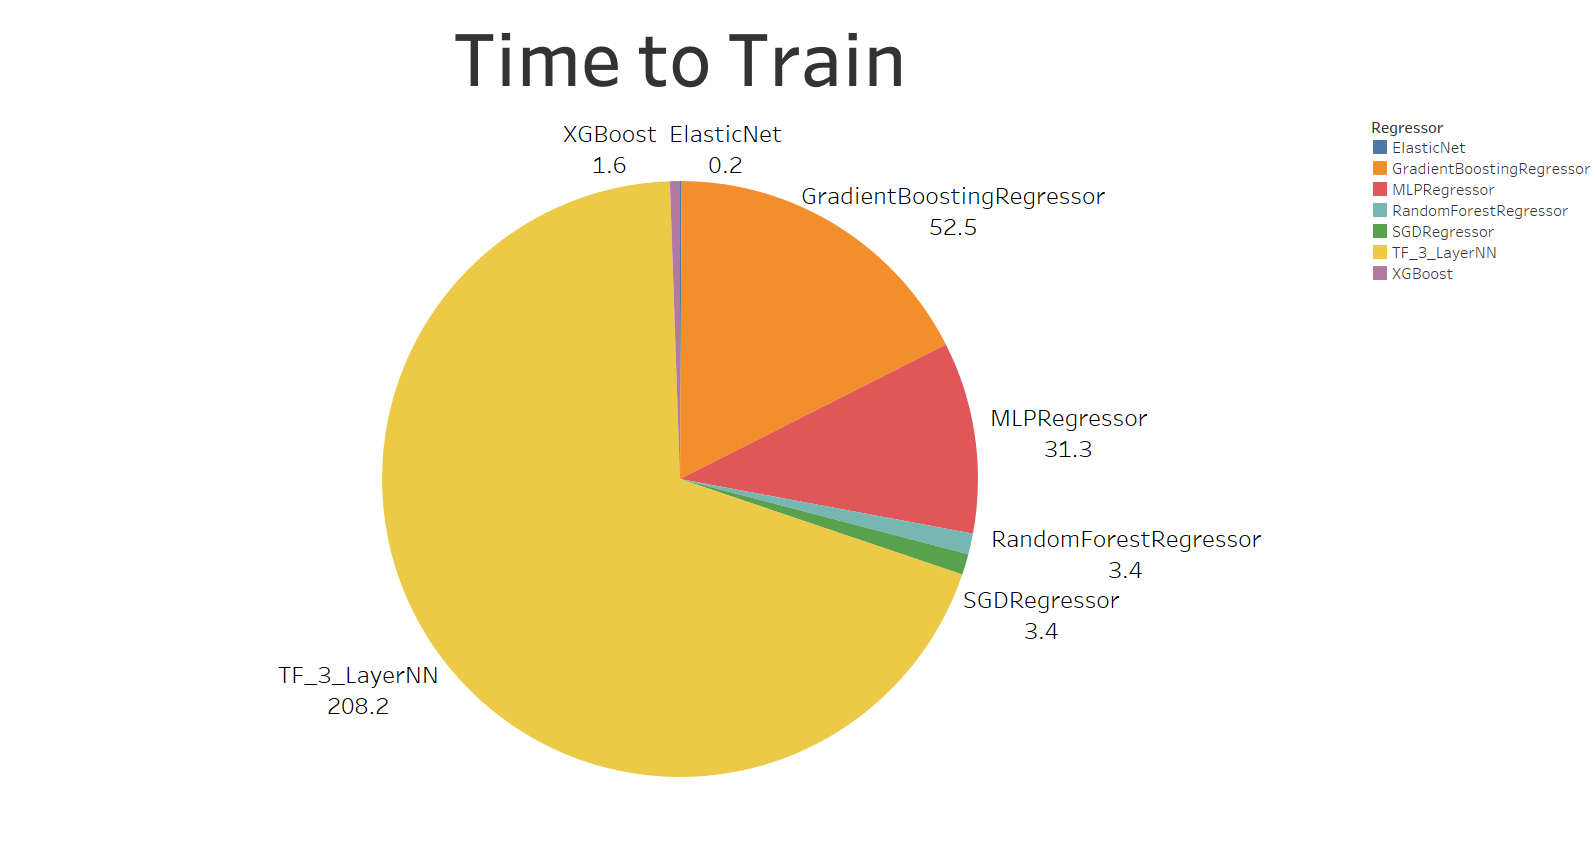 Time to Train
XGBoost
1.6
ElasticNet
0.2
GradientBoostingRegressor
52.5
MLPRegressor
31.3
RandomForestRegressor
3.4
SGDRegressor
3.4
TF_3_LayerNN
208.2
Regressor
ElasticNet
GradientBoostingRegressor
MLPRegressor
RandomForestRegressor
SGDRegressor
TF_3_LayerNN
XGBoost